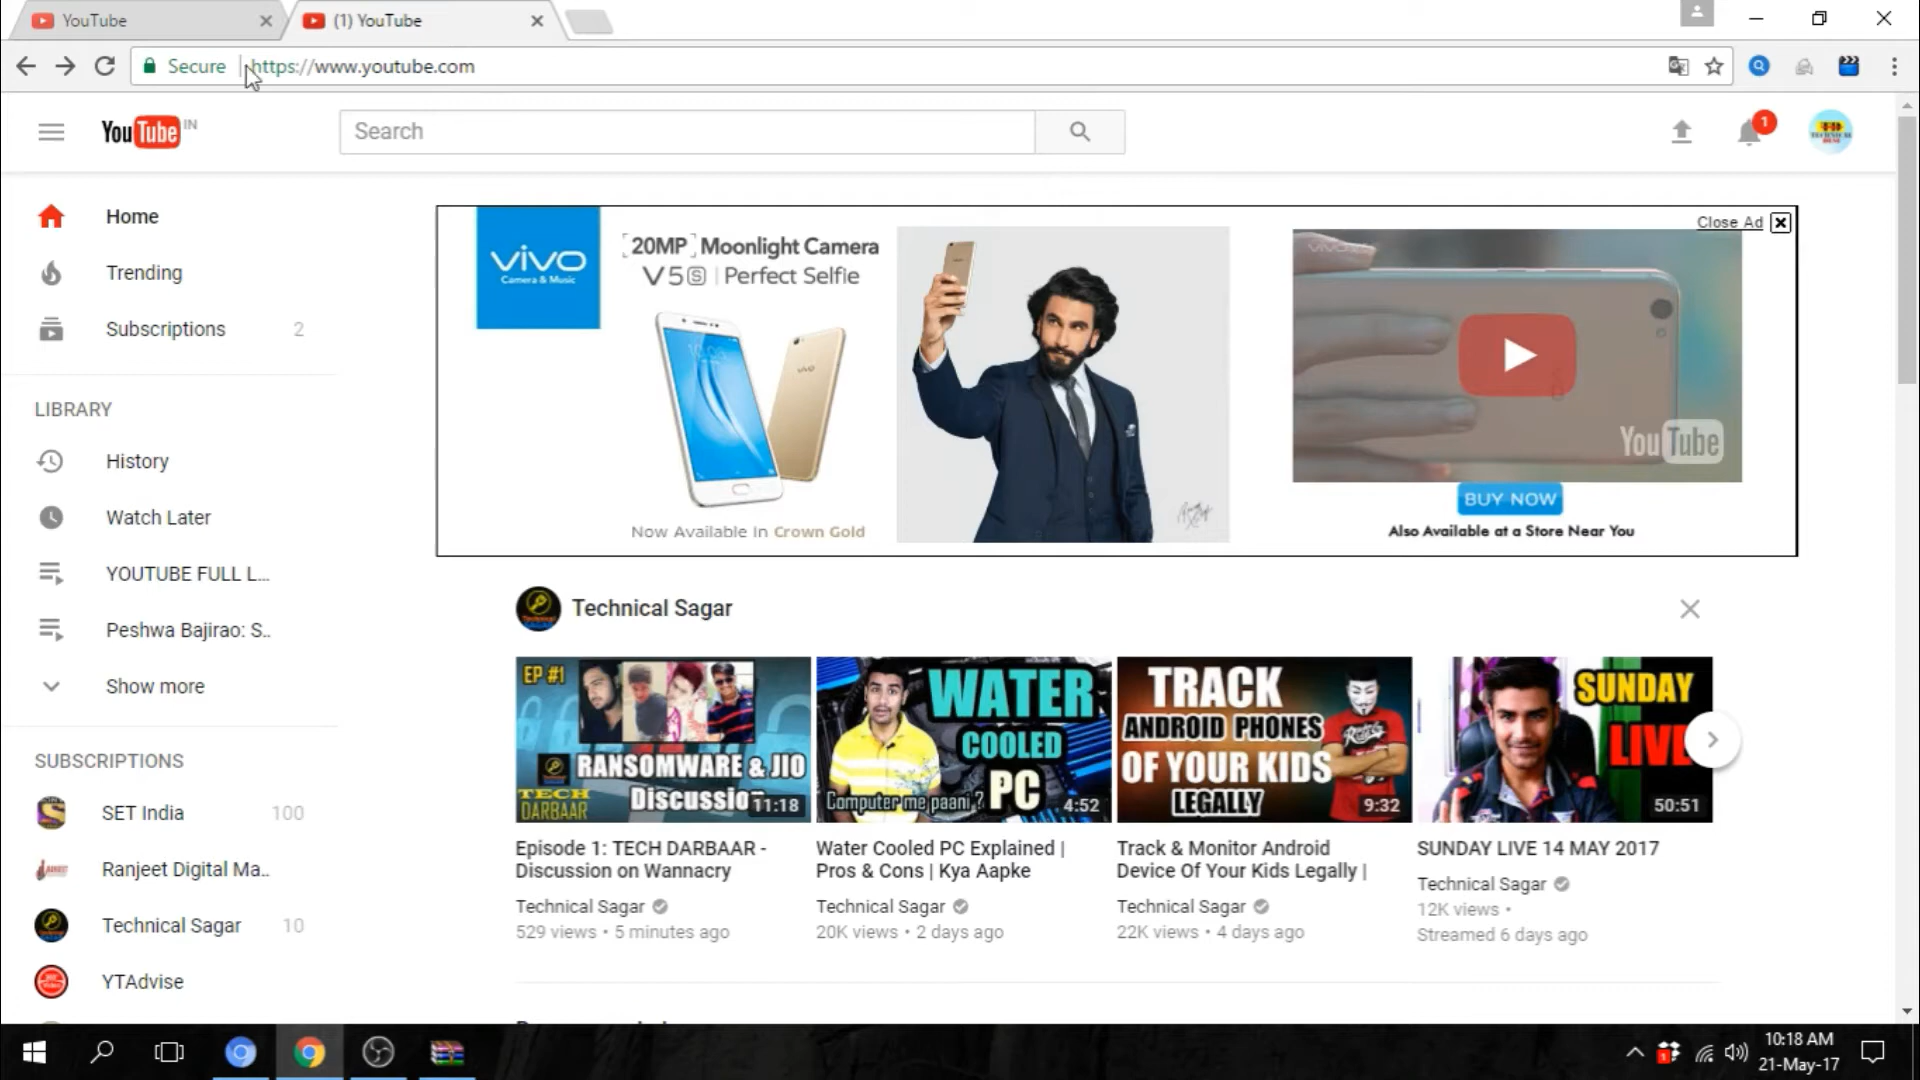 YouTube
(1) YouTube
Secure | https://www.youtube.com
YouTube IN
Search
1
Home
Trending
Subscriptions 2
LIBRARY
History
Watch Later
YOUTUBE FULL L...
Peshwa Bajirao: S..
Show more
SUBSCRIPTIONS
SET India 100
Ranjeet Digital Ma..
Technical Sagar 10
YTAdvise
Close Ad
vivo
Camera & Music
20MP Moonlight Camera
V5S | Perfect Selfie
vivo
Now Available In Crown Gold
YouTube
BUY NOW
Also Available at a Store Near You
Technical Sagar
EP #1
RANSOMWARE & JIO
TECH DARBAAR
Discussion
11:18
WATER
COOLED
PC
Computer me paani ?
4:52
TRACK
ANDROID PHONES
OF YOUR KIDS
LEGALLY
9:32
SUNDAY
LIVE
50:51
Episode 1: TECH DARBAAR -
Discussion on Wannacry
Technical Sagar
529 views • 5 minutes ago
Water Cooled PC Explained |
Pros & Cons | Kya Aapke
Technical Sagar
20K views • 2 days ago
Track & Monitor Android
Device Of Your Kids Legally |
Technical Sagar
22K views • 4 days ago
SUNDAY LIVE 14 MAY 2017
Technical Sagar
12K views •
Streamed 6 days ago
10:18 AM
21-May-17